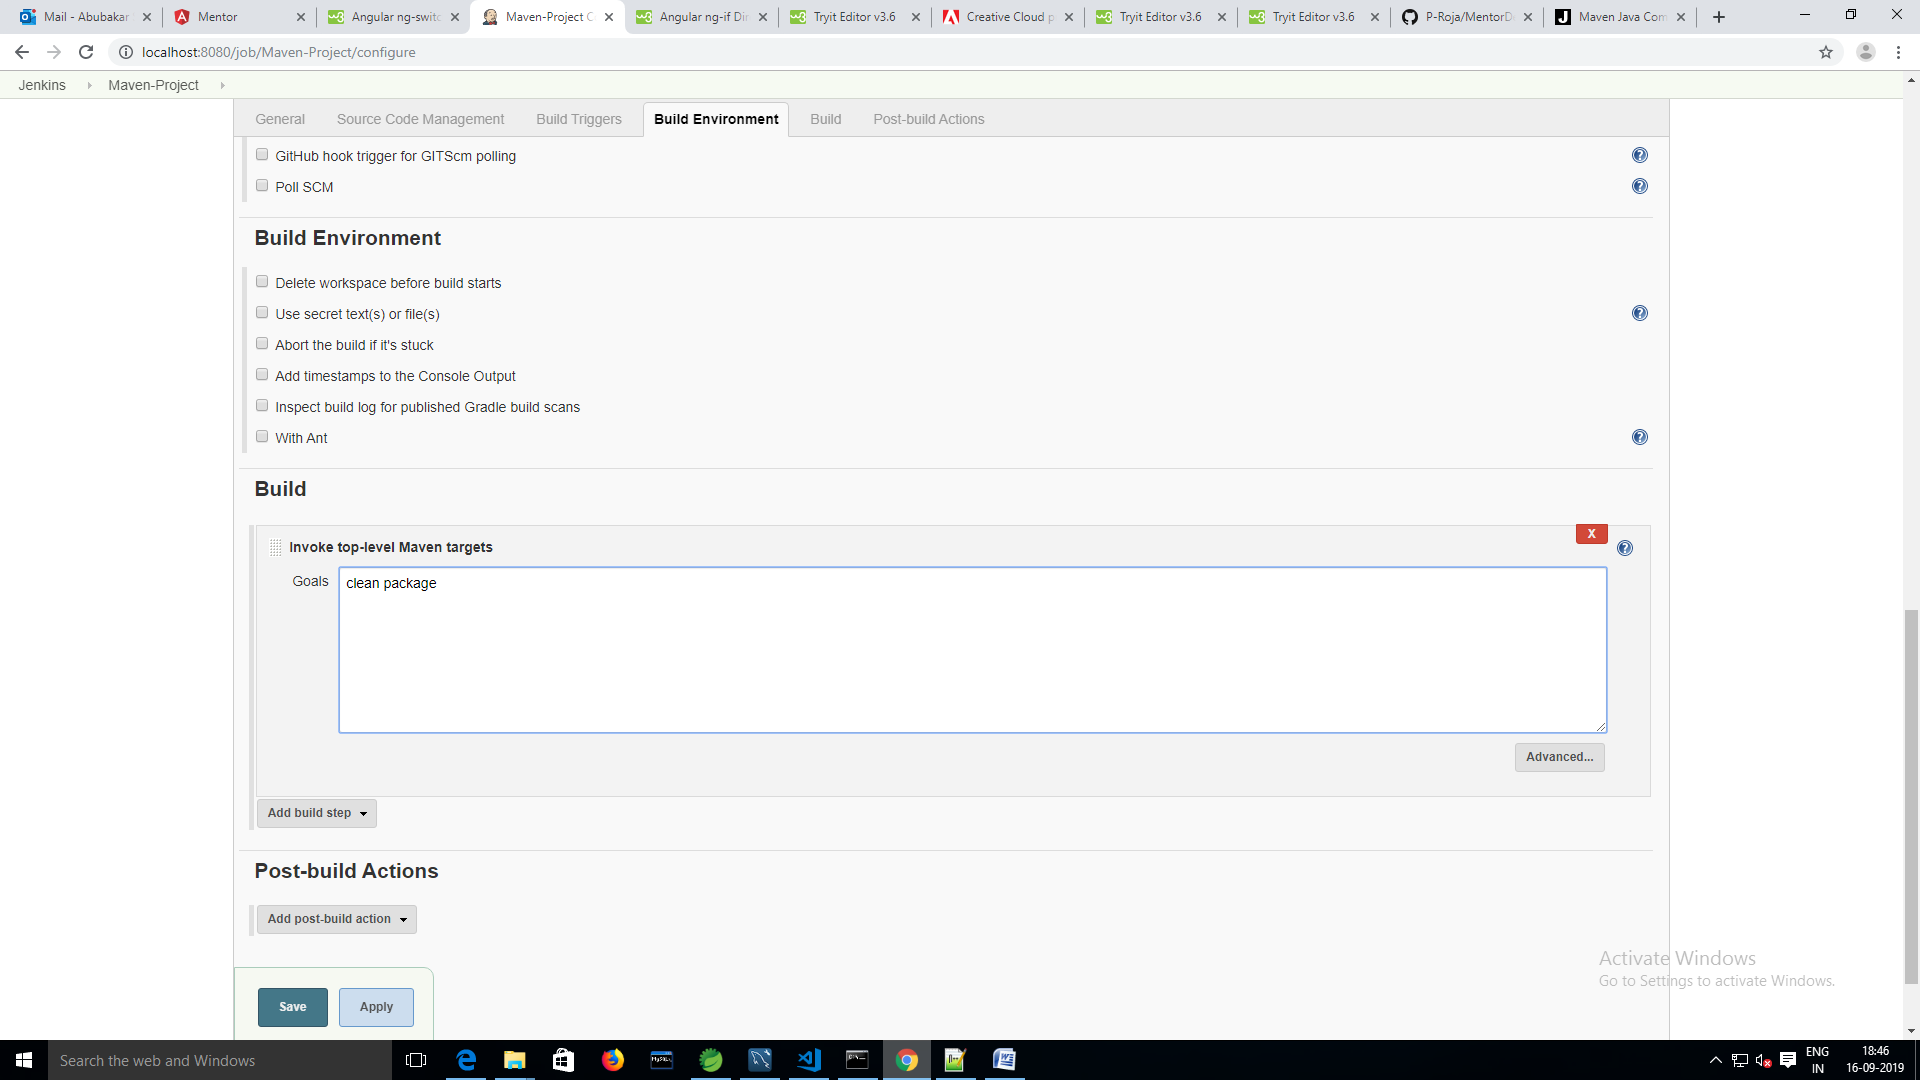 Mail - Abubakar
Mentor
Angular ng-switc
Maven-Project C
Angular ng-if Dir
Tryit Editor v3.6
Creative Cloud p
Tryit Editor v3.6
Tryit Editor v3.6
P-Roja/MentorD
Maven Java Com
localhost:8080/job/Maven-Project/configure
Jenkins
Maven-Project
General
Source Code Management
Build Triggers
Build Environment
Build
Post-build Actions
GitHub hook trigger for GITScm polling
Poll SCM
Build Environment
Delete workspace before build starts
Use secret text(s) or file(s)
Abort the build if it's stuck
Add timestamps to the Console Output
Inspect build log for published Gradle build scans
With Ant
Build
X
Invoke top-level Maven targets
Goals
clean package
Advanced...
Add build step
Post-build Actions
Add post-build action
Activate Windows
Go to Settings to activate Windows.
Save
Apply
Search the web and Windows
ENG
IN
18:46
16-09-2019